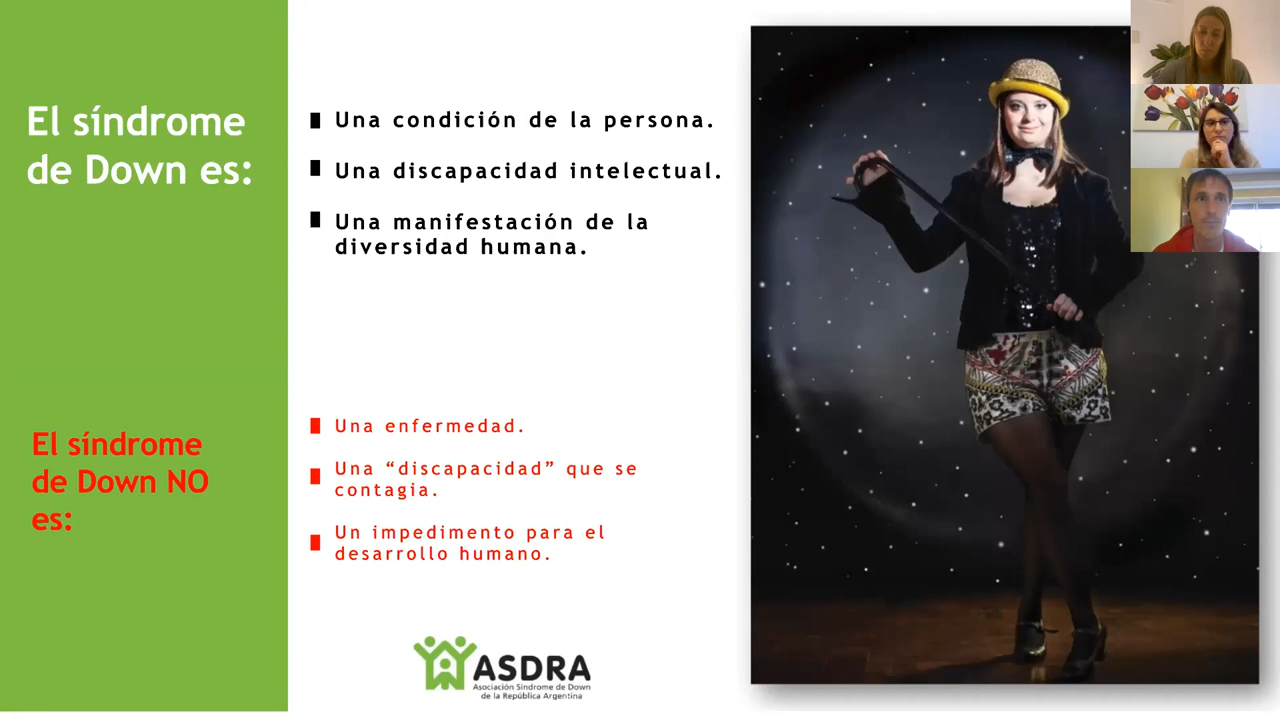 El síndrome
de Down es:
Una condición de la persona.
Una discapacidad intelectual.
Una manifestación de la
diversidad humana.
El síndrome
de Down NO
es:
Una enfermedad.
Una “discapacidad” que se
contagia.
Un impedimento para el
desarrollo humano.
ASDRA
Asociación Síndrome de Down
de la República Argentina